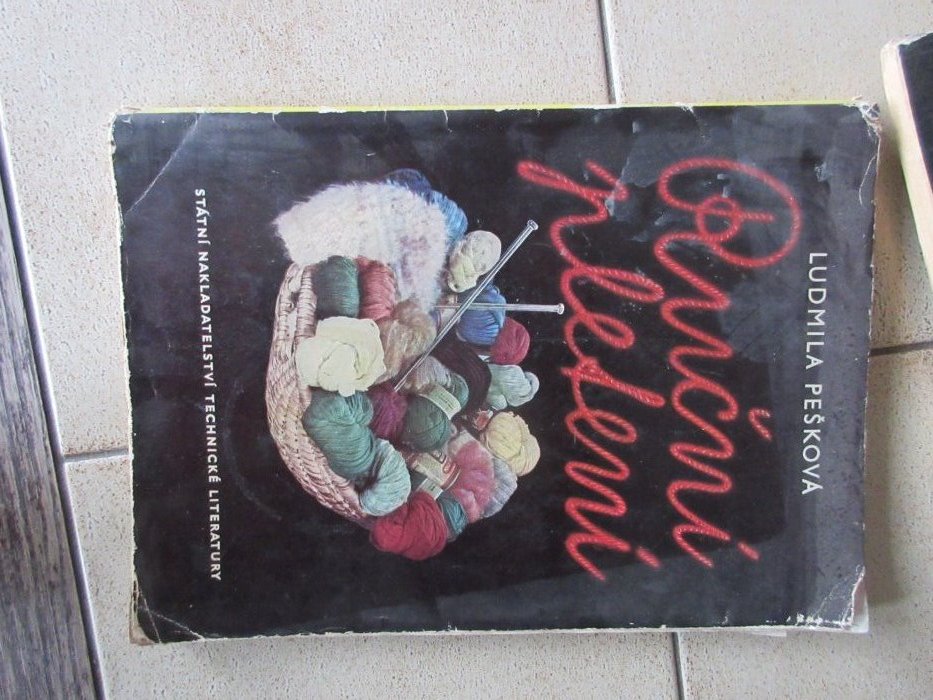 LUDMILA PEŠKOVÁ
Ruční
pletení
STÁTNÍ NAKLADATELSTVÍ TECHNICKÉ LITERATURY